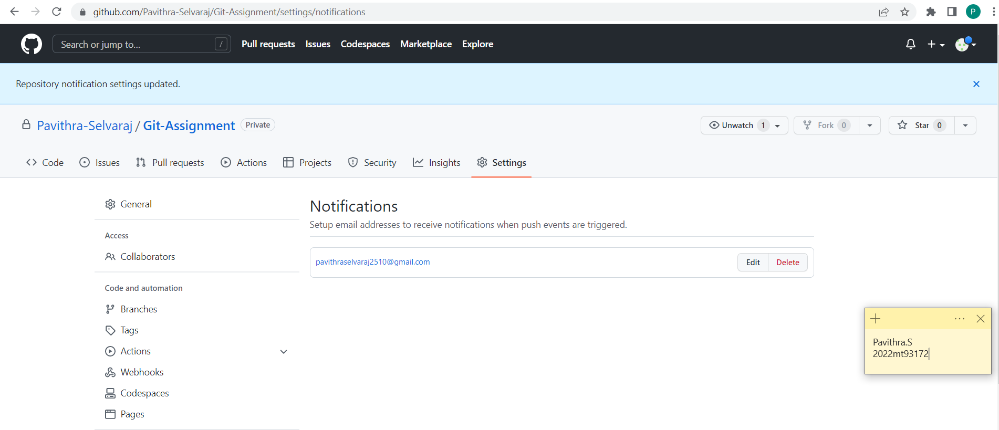 github.com/Pavithra-Selvaraj/Git-Assignment/settings/notifications
P
Search or jump to... /
Pull requests Issues Codespaces Marketplace Explore
Repository notification settings updated.
Pavithra-Selvaraj / Git-Assignment Private
Unwatch 1 Fork 0 Star 0
Code Issues Pull requests Actions Projects Security Insights Settings
General
Access
Collaborators
Code and automation
Branches
Tags
Actions
Webhooks
Codespaces
Pages
Notifications
Setup email addresses to receive notifications when push events are triggered.
pavithraselvaraj2510@gmail.com Edit Delete
Pavithra.S
2022mt93172